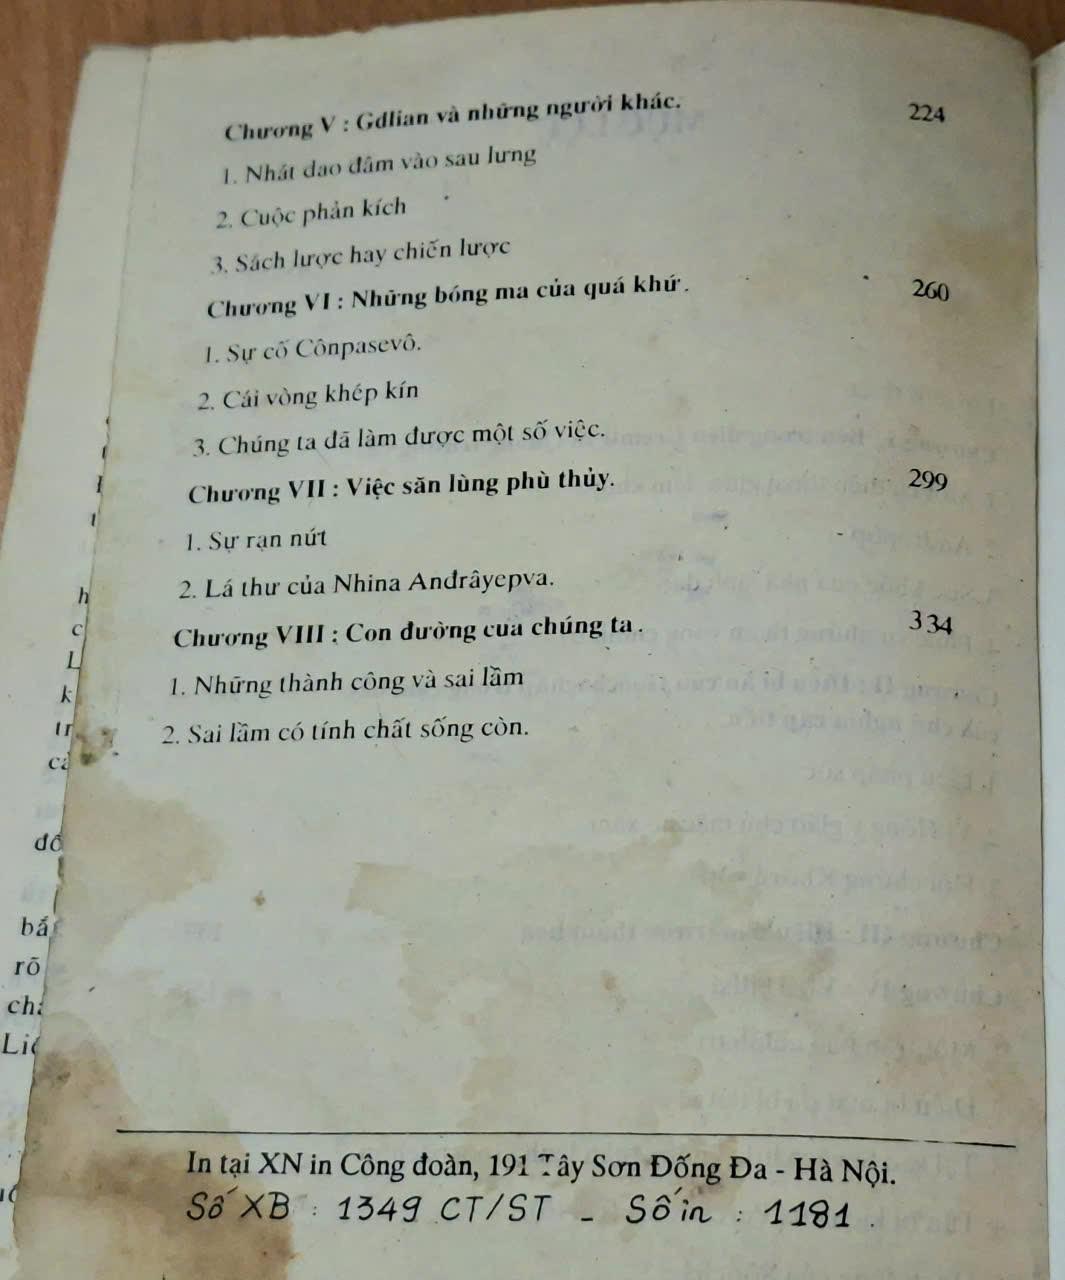 Chương V : Gdlian và những người khác. 224
1. Nhát dao đâm vào sau lưng
2. Cuộc phản kích
3. Sách lược hay chiến lược
Chương VI : Những bóng ma của quá khứ. 260
1. Sự cố Cônpasevô.
2. Cái vòng khép kín
3. Chúng ta đã làm được một số việc.
Chương VII : Việc săn lùng phù thủy. 299
1. Sự rạn nứt
2. Lá thư của Nhina Anđrâyepva.
Chương VIII : Con đường cua chúng ta. 334
1. Những thành công và sai lầm
2. Sai lầm có tính chất sống còn.
In tại XN in Công đoàn, 191 Tây Sơn Đống Đa - Hà Nội.
Số XB : 1349 CT/ST - Số in : 1181.